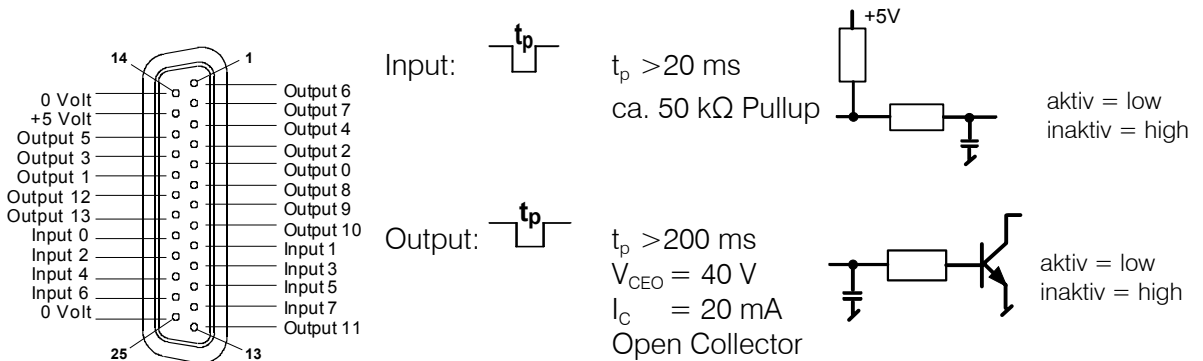 14
1
0 Volt
+5 Volt
Output 5
Output 3
Output 1
Output 12
Output 13
Input 0
Input 2
Input 4
Input 6
0 Volt
Output 6
Output 7
Output 4
Output 2
Output 0
Output 8
Output 9
Output 10
Input 1
Input 3
Input 5
Input 7
Output 11
25
13
Input:
tp
tp >20 ms
ca. 50 kΩ Pullup
+5V
aktiv = low
inaktiv = high
Output:
tp
tp >200 ms
VCEO = 40 V
IC = 20 mA
Open Collector
aktiv = low
inaktiv = high